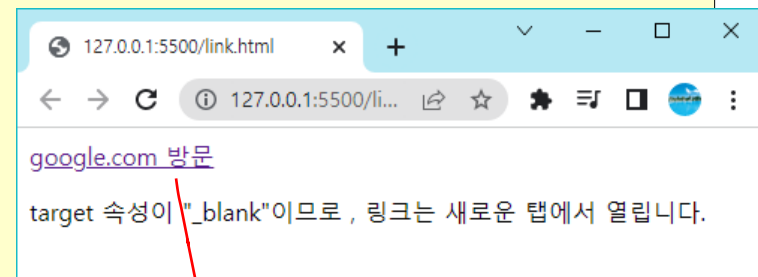 127.0.0.1:5500/link.html
127.0.0.1:5500/li...
google.com 방문
target 속성이 "_blank"이므로 , 링크는 새로운 탭에서 열립니다.